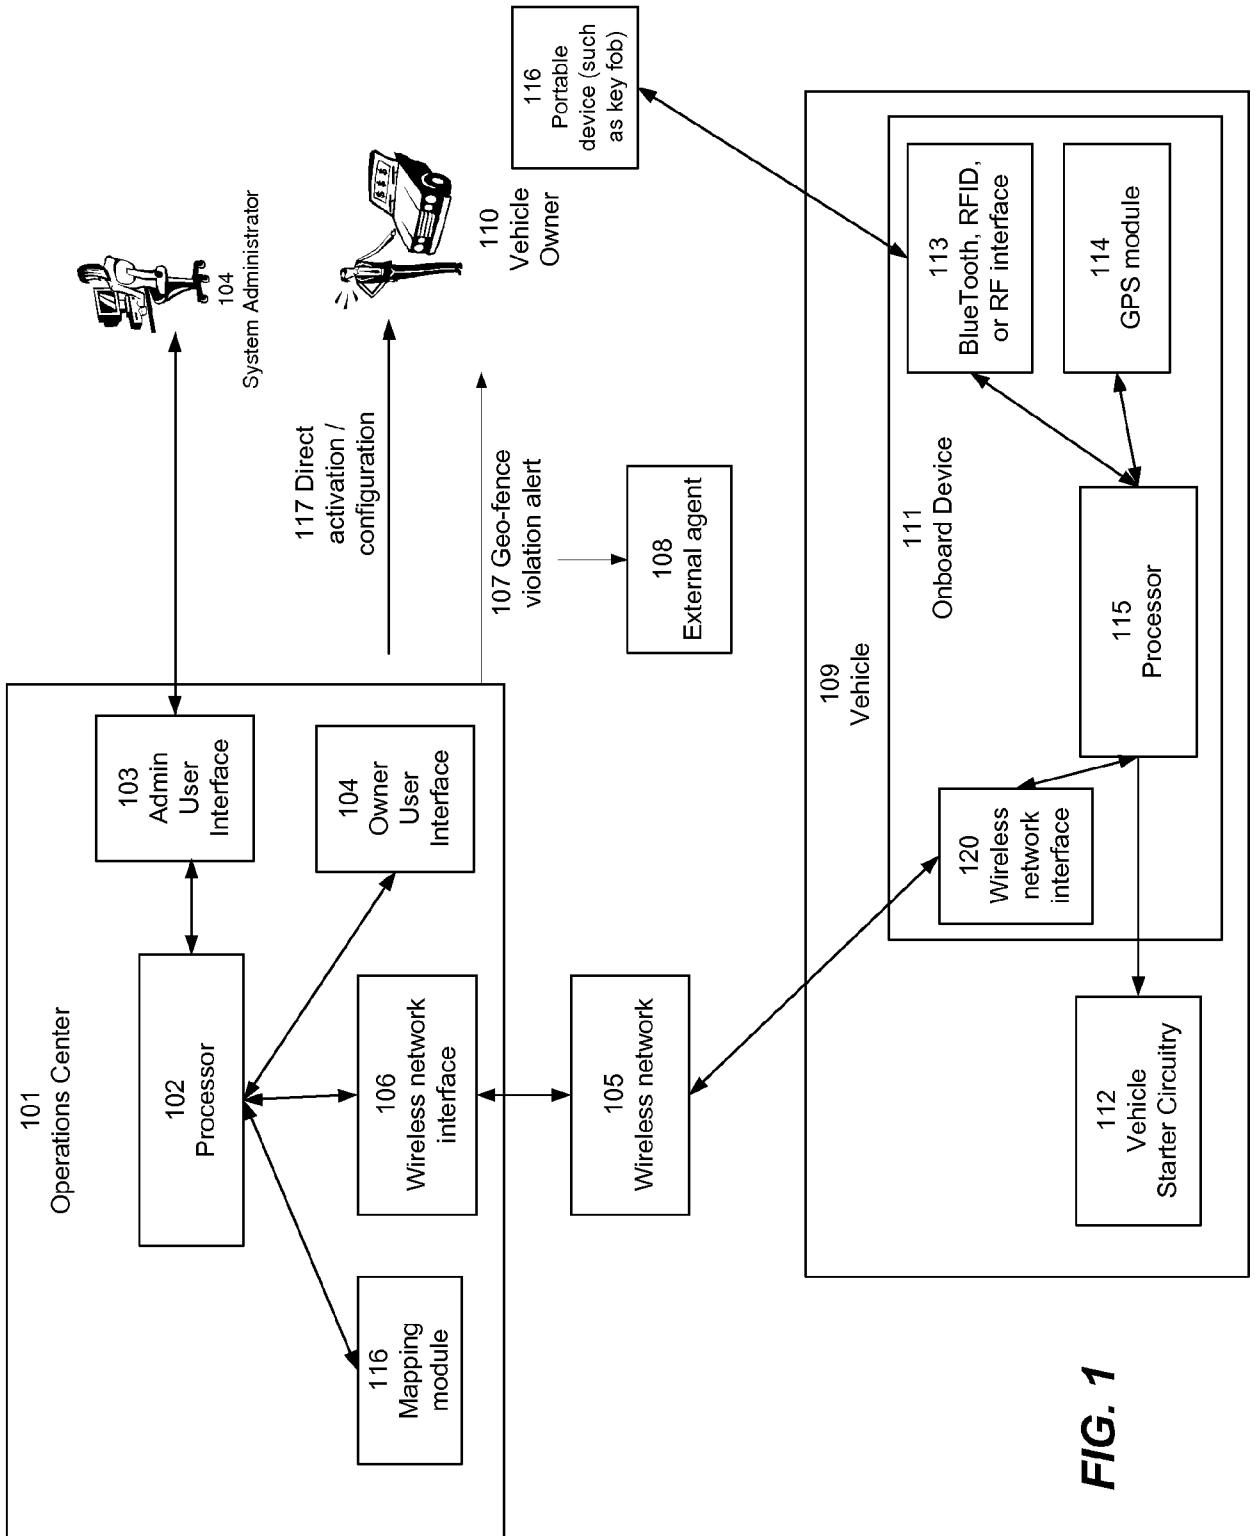 101
Operations Center
102
Processor
103
Admin
User
Interface
104
Owner
User
Interface
106
Wireless network
interface
116
Mapping
module
104
System Administrator
117 Direct
activation /
configuration
110
Vehicle
Owner
$ $ $
$ $ $
107 Geo-fence
violation alert
108
External agent
105
Wireless network
116
Portable
device (such
as key fob)
109
Vehicle
111
Onboard Device
113
BlueTooth, RFID,
or RF interface
114
GPS module
115
Processor
120
Wireless
network
interface
112
Vehicle
Starter Circuitry
FIG. 1